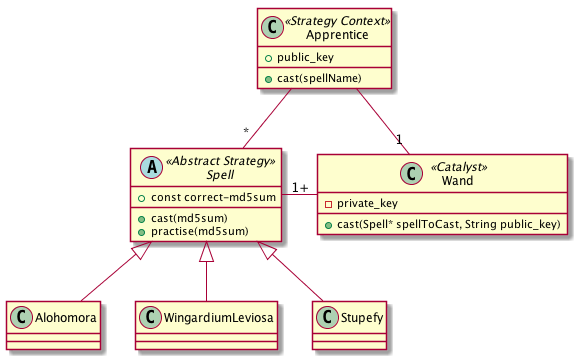 C «Strategy Context»
Apprentice
public_key
cast(spellName)
*
1
A «Abstract Strategy»
Spell
const correct-md5sum
cast(md5sum)
practise(md5sum)
1+
C «Catalyst»
Wand
private_key
cast(Spell* spellToCast, String public_key)
C Alohomora
C WingardiumLeviosa
C Stupefy